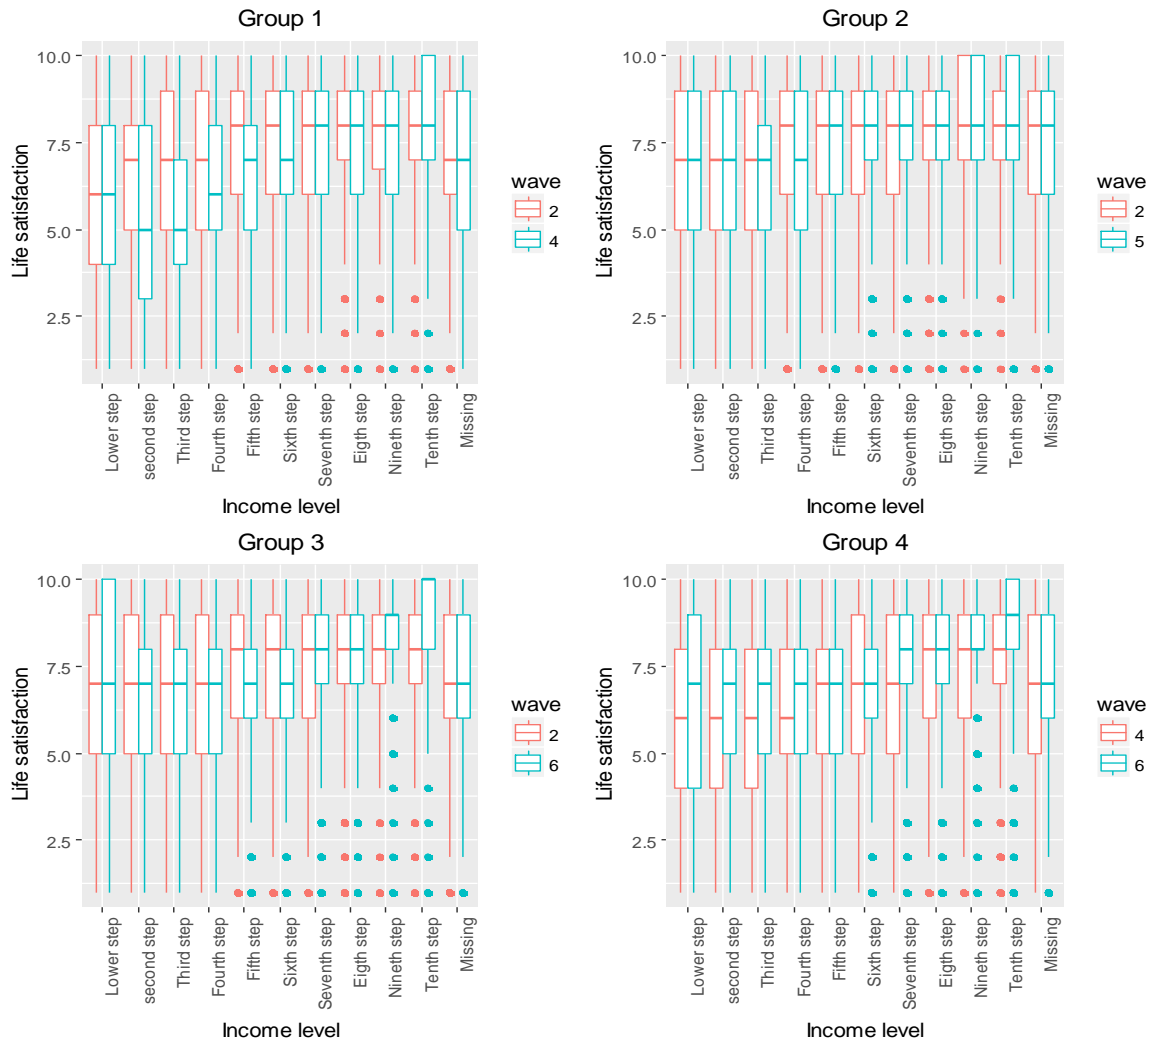 Group 1
10.0
7.5
5.0
2.5
Life satisfaction
Lower step
second step
Third step
Fourth step
Fifth step
Sixth step
Seventh step
Eigth step
Nineth step
Tenth step
Missing
Income level
wave
2
4
Group 2
10.0
7.5
5.0
2.5
Life satisfaction
Lower step
second step
Third step
Fourth step
Fifth step
Sixth step
Seventh step
Eigth step
Nineth step
Tenth step
Missing
Income level
wave
2
5
Group 3
10.0
7.5
5.0
2.5
Life satisfaction
Lower step
second step
Third step
Fourth step
Fifth step
Sixth step
Seventh step
Eigth step
Nineth step
Tenth step
Missing
Income level
wave
2
6
Group 4
10.0
7.5
5.0
2.5
Life satisfaction
Lower step
second step
Third step
Fourth step
Fifth step
Sixth step
Seventh step
Eigth step
Nineth step
Tenth step
Missing
Income level
wave
4
6